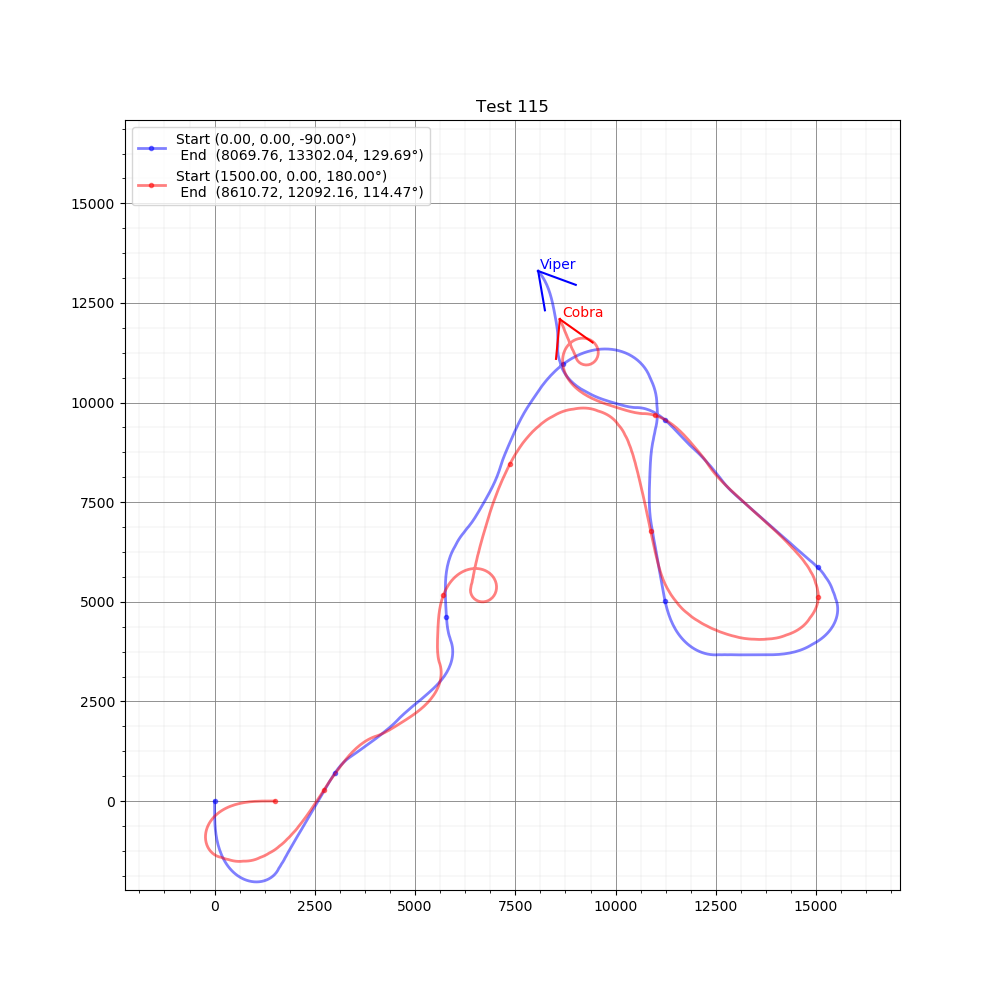 Test 115
Start (0.00, 0.00, -90.00°)
End (8069.76, 13302.04, 129.69°)
Start (1500.00, 0.00, 180.00°)
End (8610.72, 12092.16, 114.47°)
15000
12500
10000
7500
5000
2500
0
Viper
Cobra
0 2500 5000 7500 10000 12500 15000